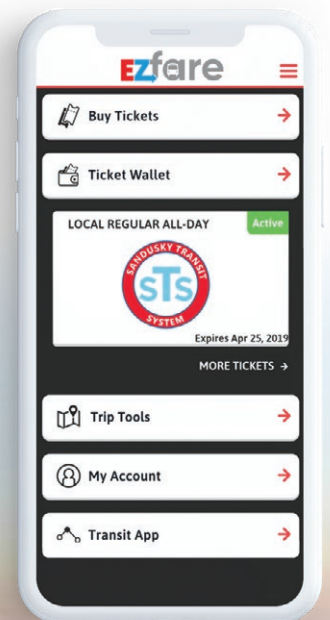 EZfare
Buy Tickets
Ticket Wallet
LOCAL REGULAR ALL-DAY
Active
SANDUSKY TRANSIT
STS
SYSTEM
Expires Apr 25, 2019
MORE TICKETS
Trip Tools
My Account
Transit App